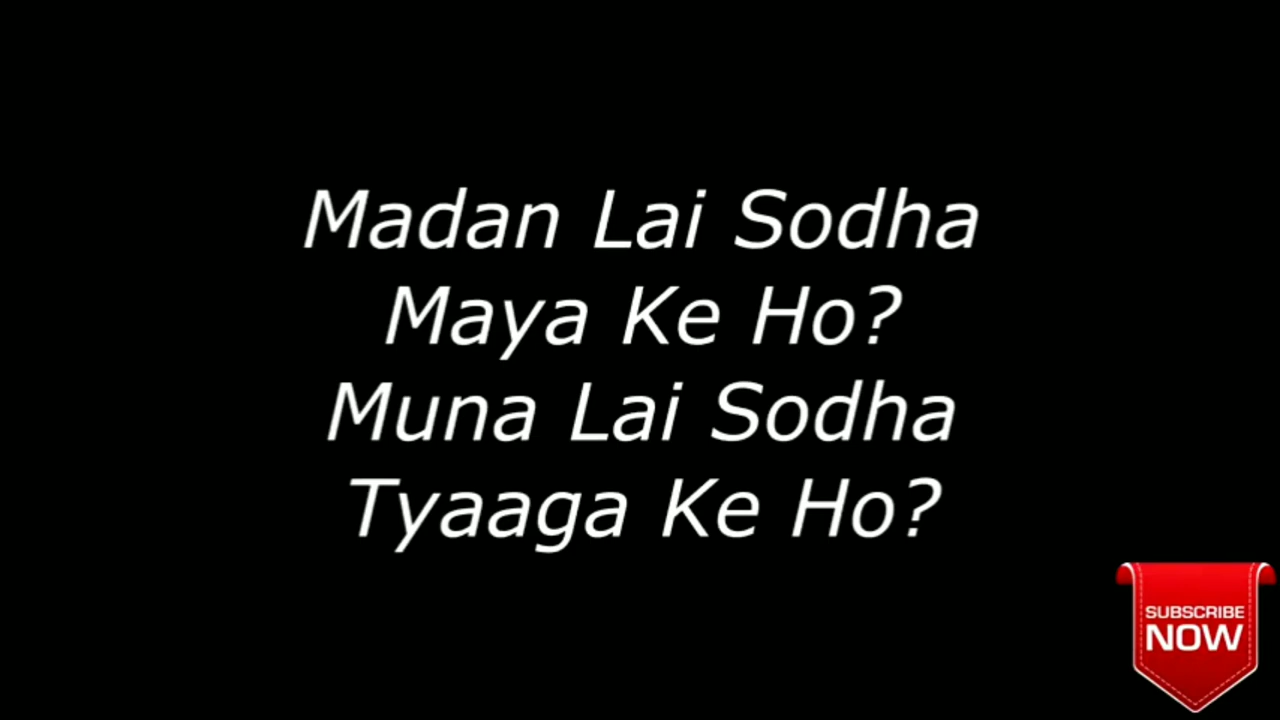 Madan Lai Sodha
Maya Ke Ho?
Muna Lai Sodha
Tyaaga Ke Ho?
SUBSCRIBE
NOW